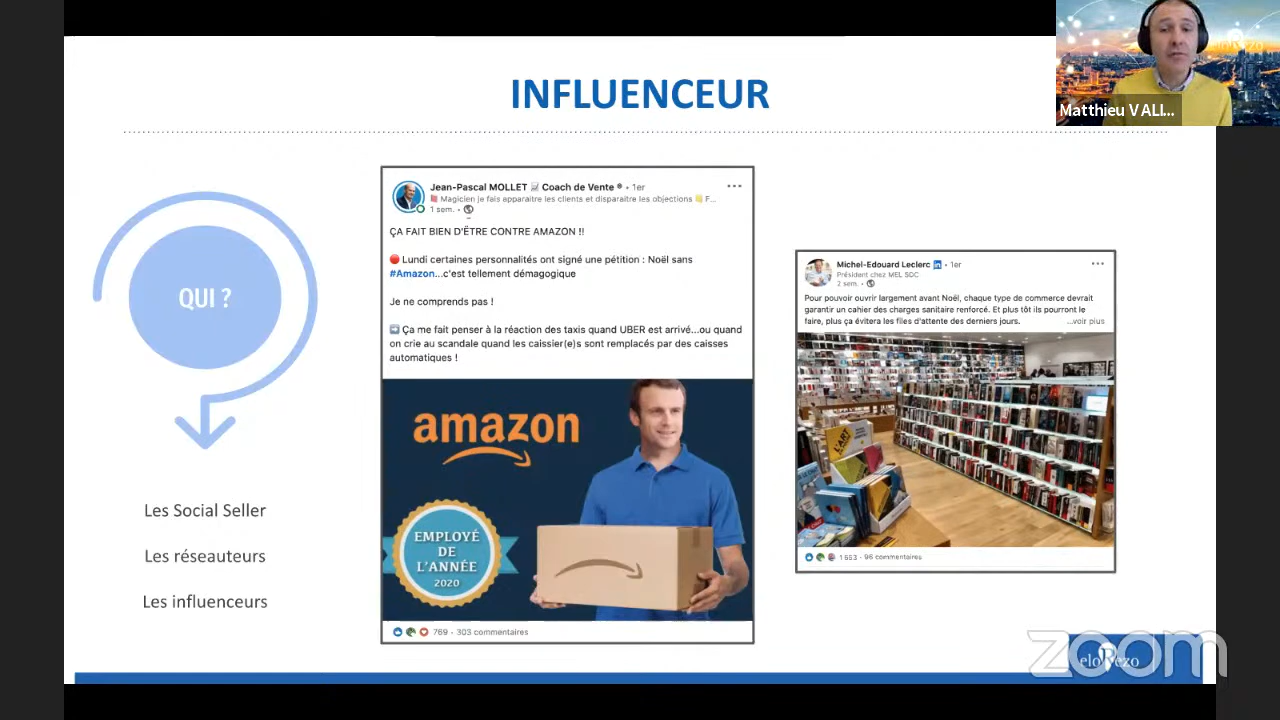 INFLUENCEUR
Matthieu VALI...
QUI ?
Les Social Seller
Les réseauteurs
Les influenceurs
Jean-Pascal MOLLET Coach de Vente ® • 1er
Magicien je fais apparaitre les clients et disparaitre les objections F...
1 sem. •
ÇA FAIT BIEN D'ÊTRE CONTRE AMAZON !!
Lundi certaines personnalités ont signé une pétition : Noël sans
#Amazon...c'est tellement démagogique
Je ne comprends pas !
Ça me fait penser à la réaction des taxis quand UBER est arrivé...ou quand
on crie au scandale quand les caissier(e)s sont remplacés par des caisses
automatiques !
amazon
EMPLOYÉ
DE
L'ANNÉE
2020
769 · 303 commentaires
Michel-Edouard Leclerc in • 1er
Président chez MEL SDC
2 sem. •
Pour pouvoir ouvrir largement avant Noël, chaque type de commerce devrait
garantir un cahier des charges sanitaire renforcé. Et plus tôt ils pourront le
faire, plus ça évitera les files d'attente des derniers jours. ...voir plus
L'ART
1 553 · 96 commentaires
zoom
eloRezo